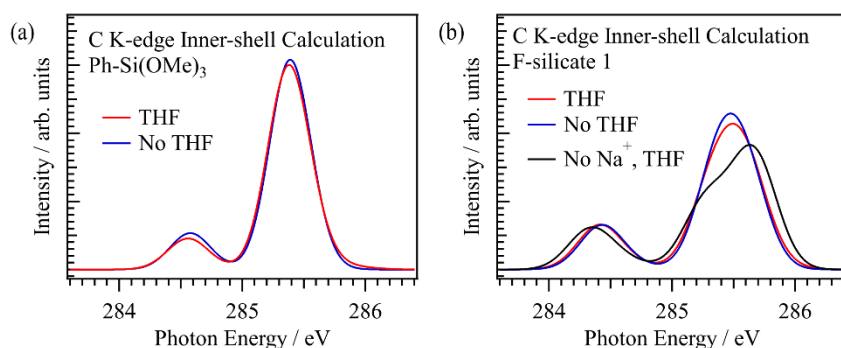 (a)
C K-edge Inner-shell Calculation
Ph-Si(OMe)₃
THF
No THF
Intensity / arb. units
284
285
286
Photon Energy / eV
(b)
C K-edge Inner-shell Calculation
F-silicate 1
THF
No THF
No Na⁺, THF
Intensity / arb. units
284
285
286
Photon Energy / eV